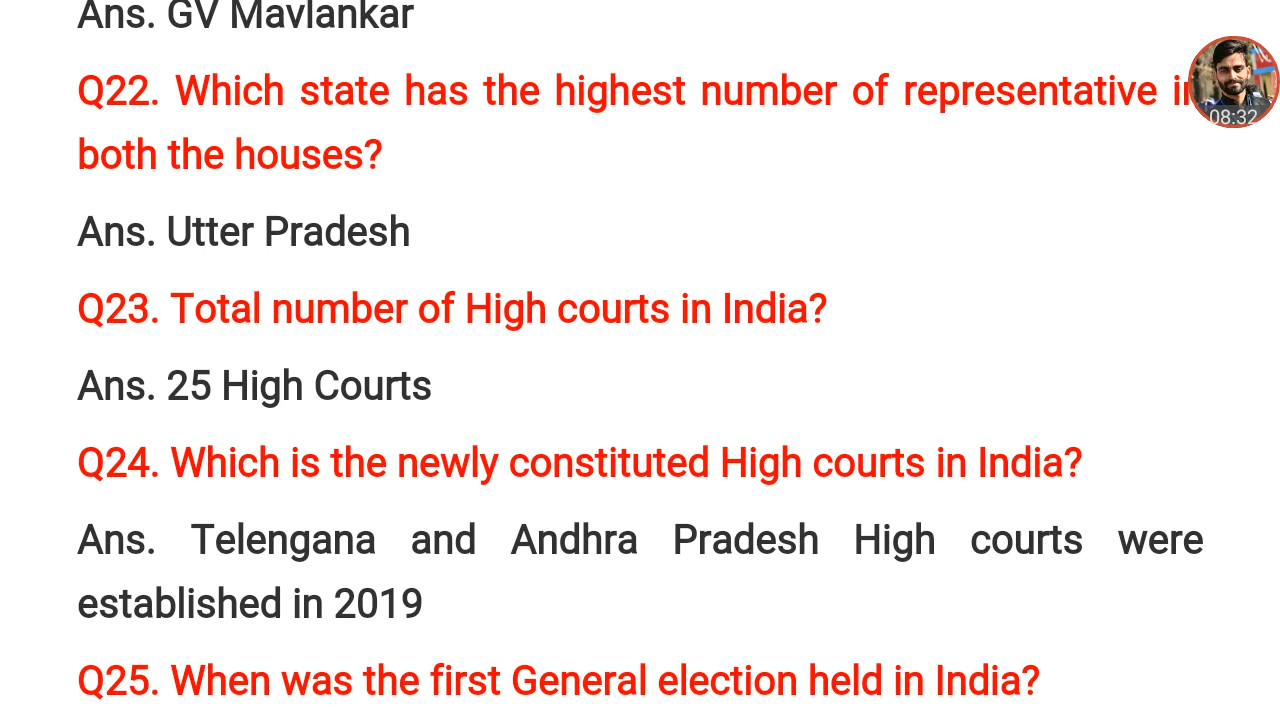 Ans. GV Mavlankar
Q22. Which state has the highest number of representative in
both the houses?
Ans. Utter Pradesh
Q23. Total number of High courts in India?
Ans. 25 High Courts
Q24. Which is the newly constituted High courts in India?
Ans. Telengana and Andhra Pradesh High courts were
established in 2019
Q25. When was the first General election held in India?
08:32